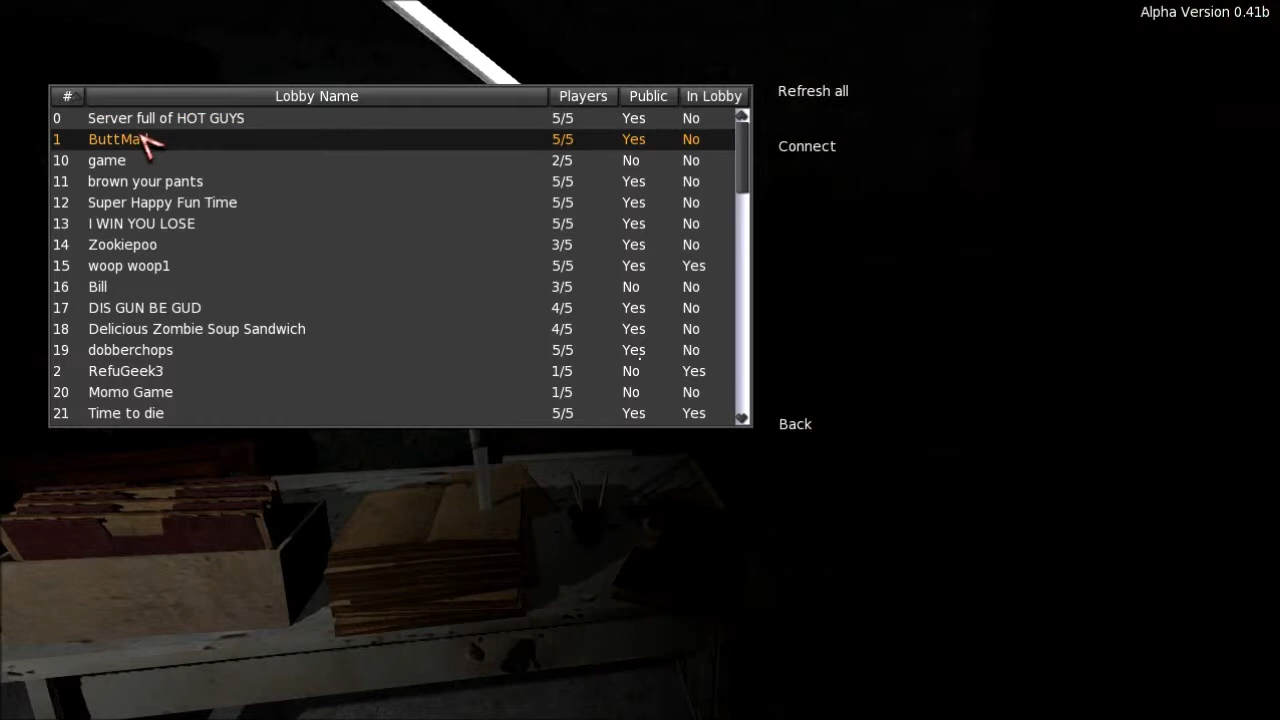 Alpha Version 0.41b
# Lobby Name Players Public In Lobby
0 Server full of HOT GUYS 5/5 Yes No
1 5/5 Yes No
10 game 2/5 No No
11 brown your pants 5/5 Yes No
12 Super Happy Fun Time 5/5 Yes No
13 I WIN YOU LOSE 5/5 Yes No
14 Zookiepoo 3/5 Yes No
15 woop woop1 5/5 Yes Yes
16 Bill 3/5 No No
17 DIS GUN BE GUD 4/5 Yes No
18 Delicious Zombie Soup Sandwich 4/5 Yes No
19 dobberchops 5/5 Yes No
2 RefuGeek3 1/5 No Yes
20 Momo Game 1/5 No No
21 Time to die 5/5 Yes Yes
Refresh all
Connect
Back